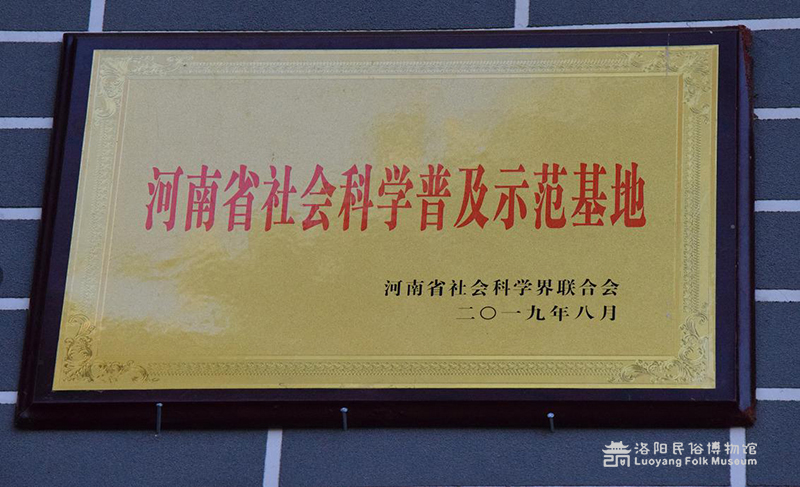 河南省社会科学普及示范基地
河南省社会科学界联合会
二〇一九年八月
洛阳民俗博物馆
Luoyang Folk Museum